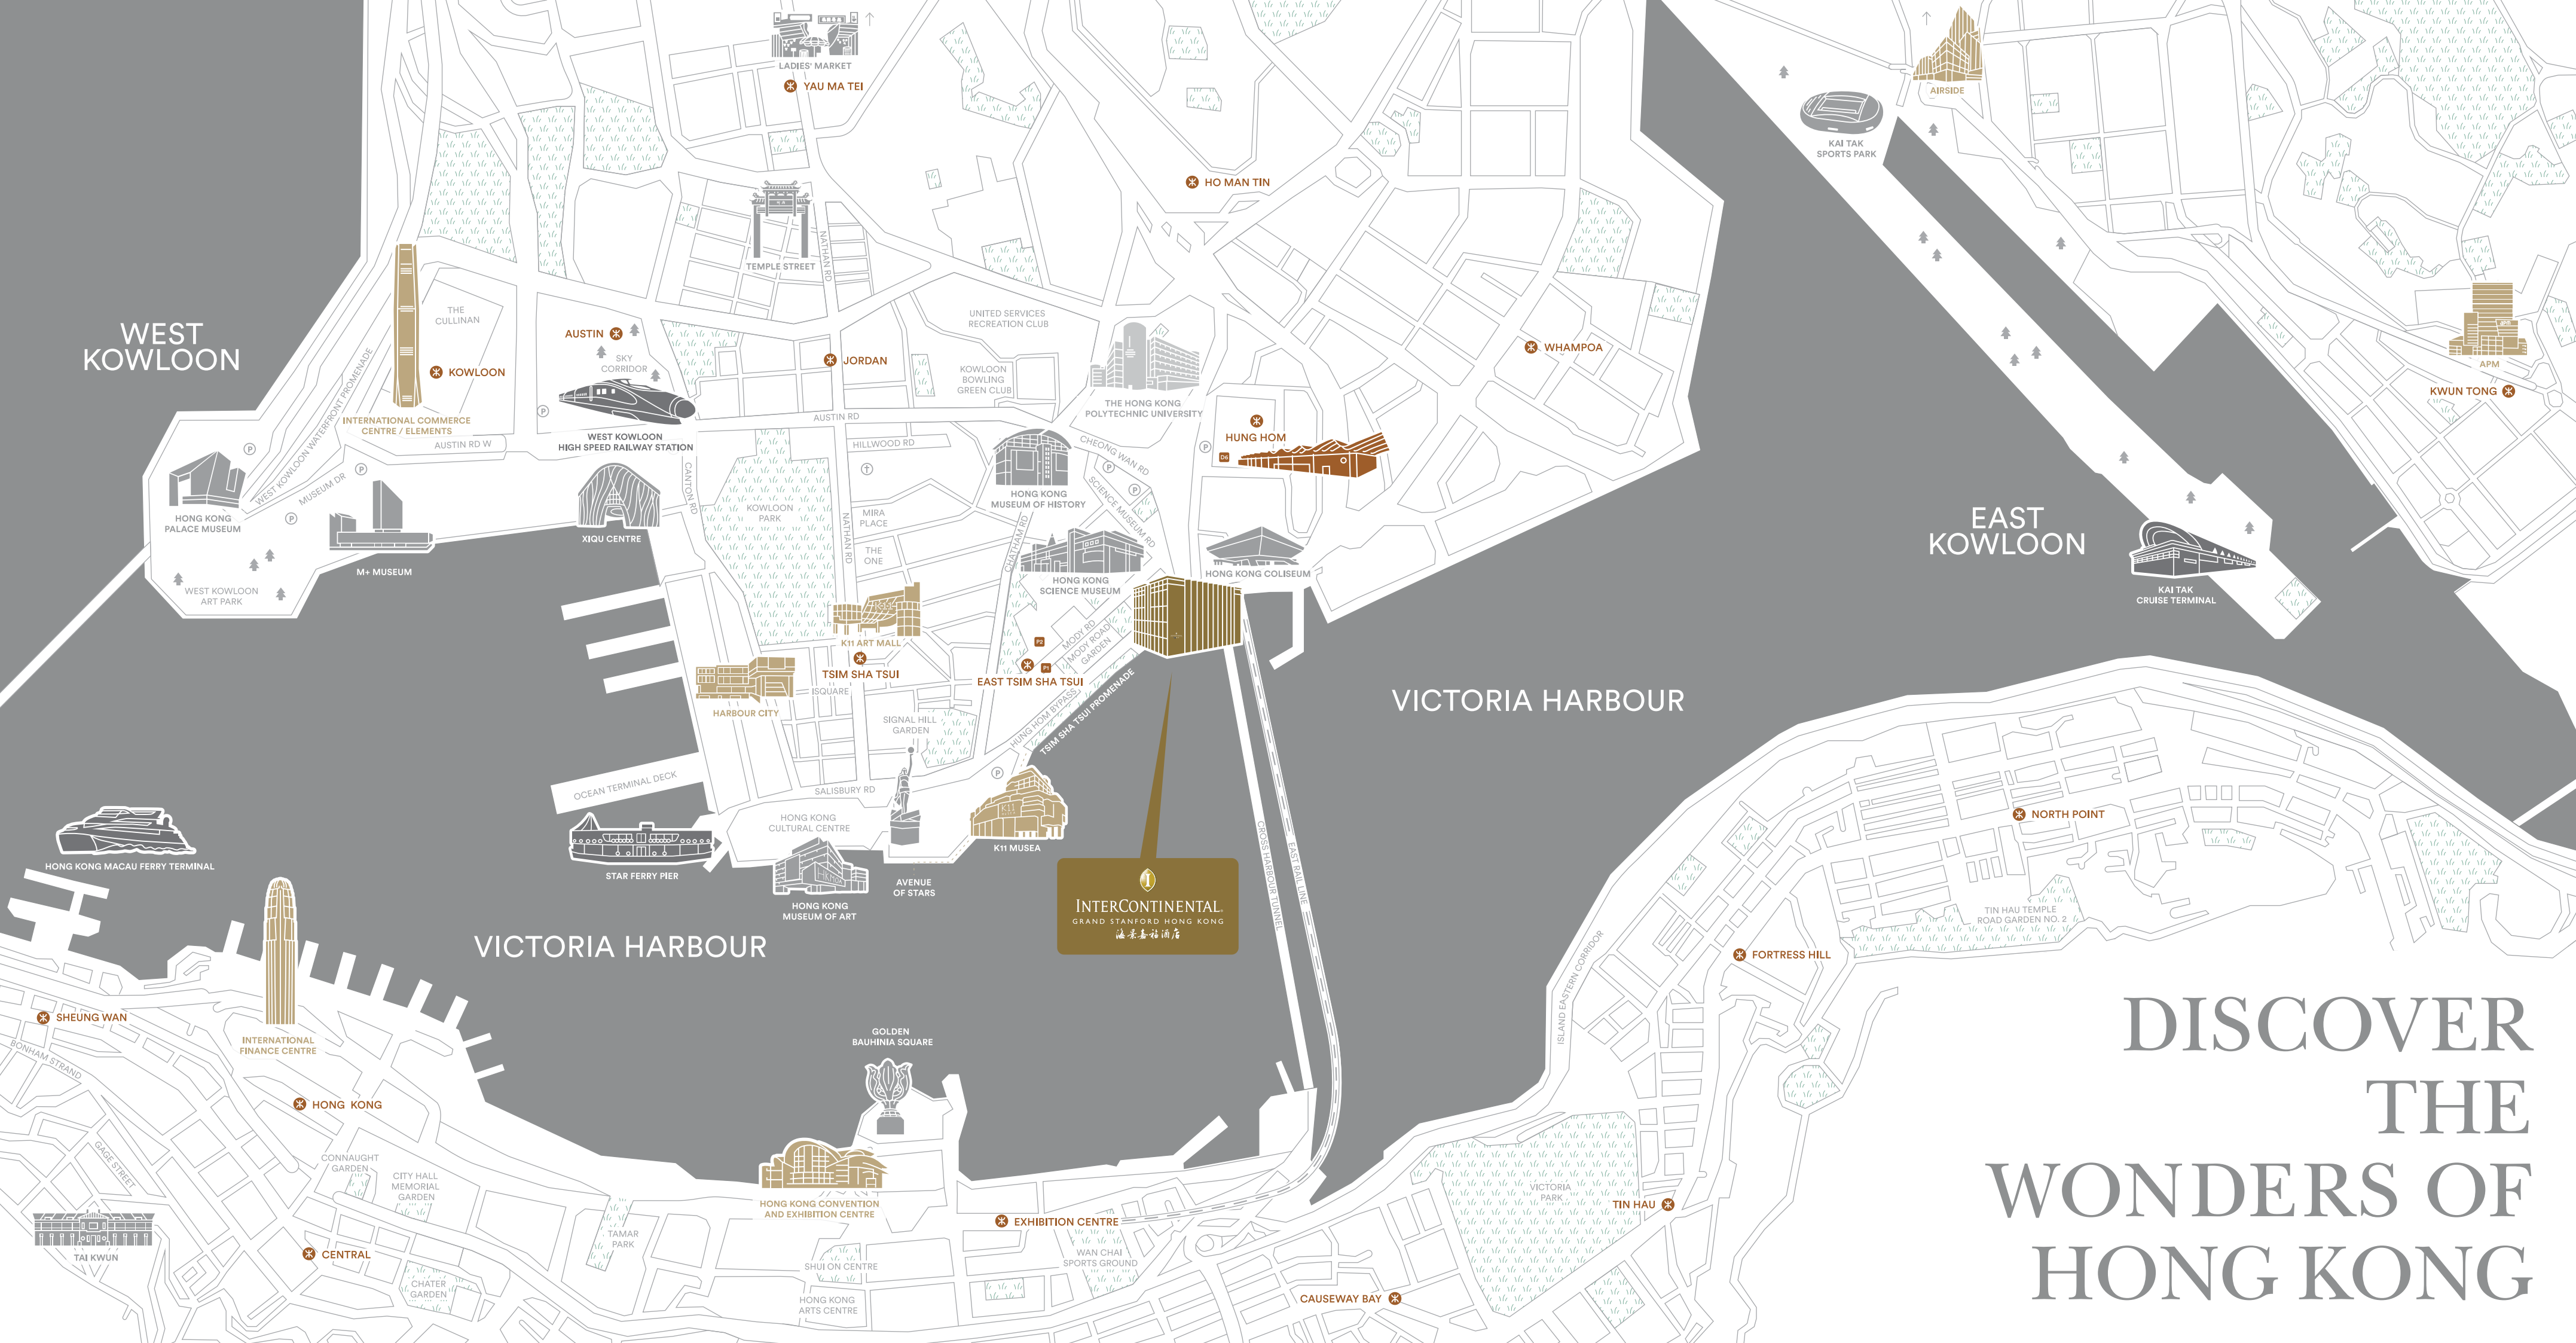 LADIES' MARKET
YAU MA TEI
AIRSIDE
KAI TAK
SPORTS PARK
HO MAN TIN
TEMPLE STREET
NATHAN RD
WEST
KOWLOON
THE
CULLINAN
KOWLOON
AUSTIN
SKY
CORRIDOR
JORDAN
UNITED SERVICES
RECREATION CLUB
KOWLOON
BOWLING
GREEN CLUB
THE HONG KONG
POLYTECHNIC UNIVERSITY
WHAMPOA
APM
KWUN TONG
WEST KOWLOON WATERFRONT PROMENADE
INTERNATIONAL COMMERCE
CENTRE / ELEMENTS
AUSTIN RD W
P
WEST KOWLOON
HIGH SPEED RAILWAY STATION
AUSTIN RD
HILLWOOD RD
CHEONG WAN RD
P
HUNG HOM
D6
P
P
MUSEUM DR
P
P
P
HONG KONG
PALACE MUSEUM
M+ MUSEUM
WEST KOWLOON
ART PARK
XIQU CENTRE
CANTON RD
KOWLOON
PARK
NATHAN RD
MIRA
PLACE
THE
ONE
HONG KONG
MUSEUM OF HISTORY
SCIENCE MUSEUM RD
CHATHAM RD
HONG KONG
SCIENCE MUSEUM
HONG KONG COLISEUM
EAST
KOWLOON
KAI TAK
CRUISE TERMINAL
K11
K11 ART MALL
TSIM SHA TSUI
ISQUARE
HARBOUR CITY
P2
P1
EAST TSIM SHA TSUI
MODY RD
MODY ROAD
GARDEN
HUNG HOM BYPASS
TSIM SHA TSUI PROMENADE
VICTORIA HARBOUR
SIGNAL HILL
GARDEN
P
OCEAN TERMINAL DECK
SALISBURY RD
HONG KONG
CULTURAL CENTRE
K11 MUSEA
STAR FERRY PIER
HKMOA
HONG KONG
MUSEUM OF ART
AVENUE
OF STARS
INTERCONTINENTAL.
GRAND STANFORD HONG KONG
海景嘉福酒店
CROSS HARBOUR TUNNEL
EAST RAIL LINE
HONG KONG MACAU FERRY TERMINAL
VICTORIA HARBOUR
NORTH POINT
TIN HAU TEMPLE
ROAD GARDEN NO. 2
FORTRESS HILL
ISLAND EASTERN CORRIDOR
SHEUNG WAN
BONHAM STRAND
INTERNATIONAL
FINANCE CENTRE
HONG KONG
GAGE STREET
CONNAUGHT
GARDEN
CITY HALL
MEMORIAL
GARDEN
TAI KWUN
CENTRAL
CHATER
GARDEN
TAMAR
PARK
GOLDEN
BAUHINIA SQUARE
HONG KONG CONVENTION
AND EXHIBITION CENTRE
EXHIBITION CENTRE
SHUI ON CENTRE
HONG KONG
ARTS CENTRE
WAN CHAI
SPORTS GROUND
VICTORIA
PARK
TIN HAU
CAUSEWAY BAY
DISCOVER
THE
WONDERS OF
HONG KONG